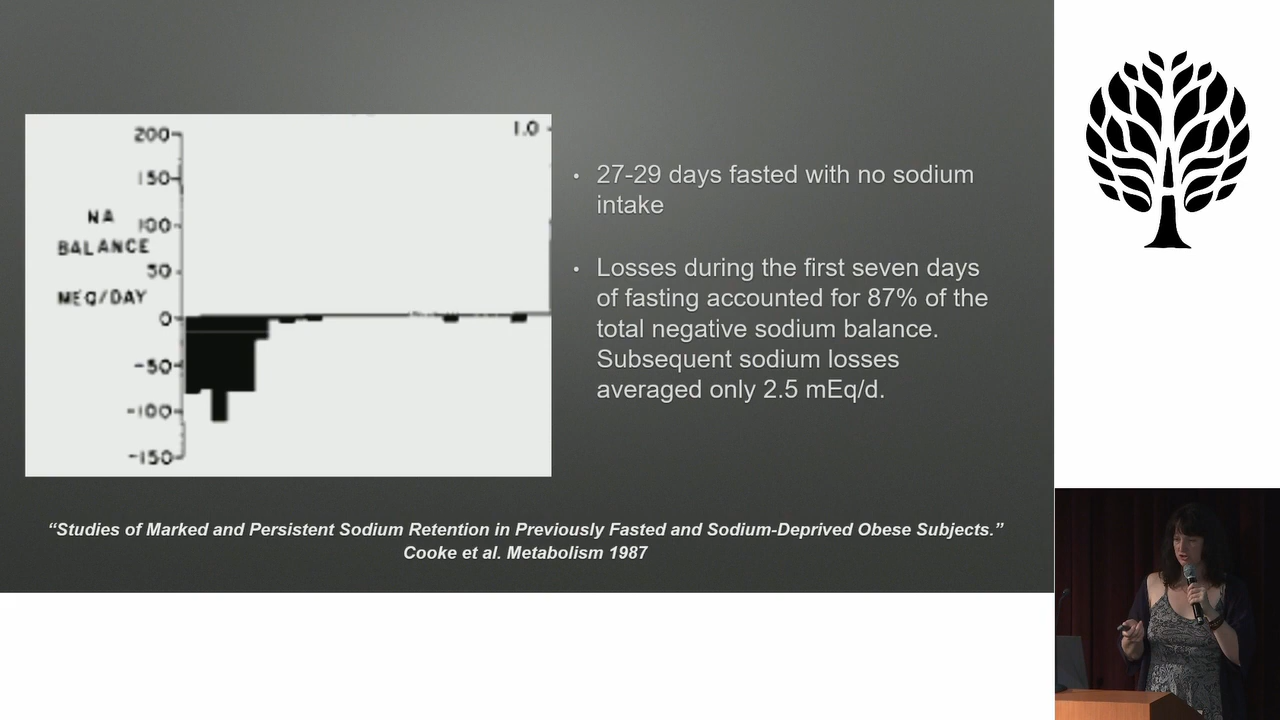 200
1.0
150
NA
100
BALANCE
50
MEQ/DAY
0
-50
-100
-150
• 27-29 days fasted with no sodium
intake
• Losses during the first seven days
of fasting accounted for 87% of the
total negative sodium balance.
Subsequent sodium losses
averaged only 2.5 mEq/d.
“Studies of Marked and Persistent Sodium Retention in Previously Fasted and Sodium-Deprived Obese Subjects.”
Cooke et al. Metabolism 1987